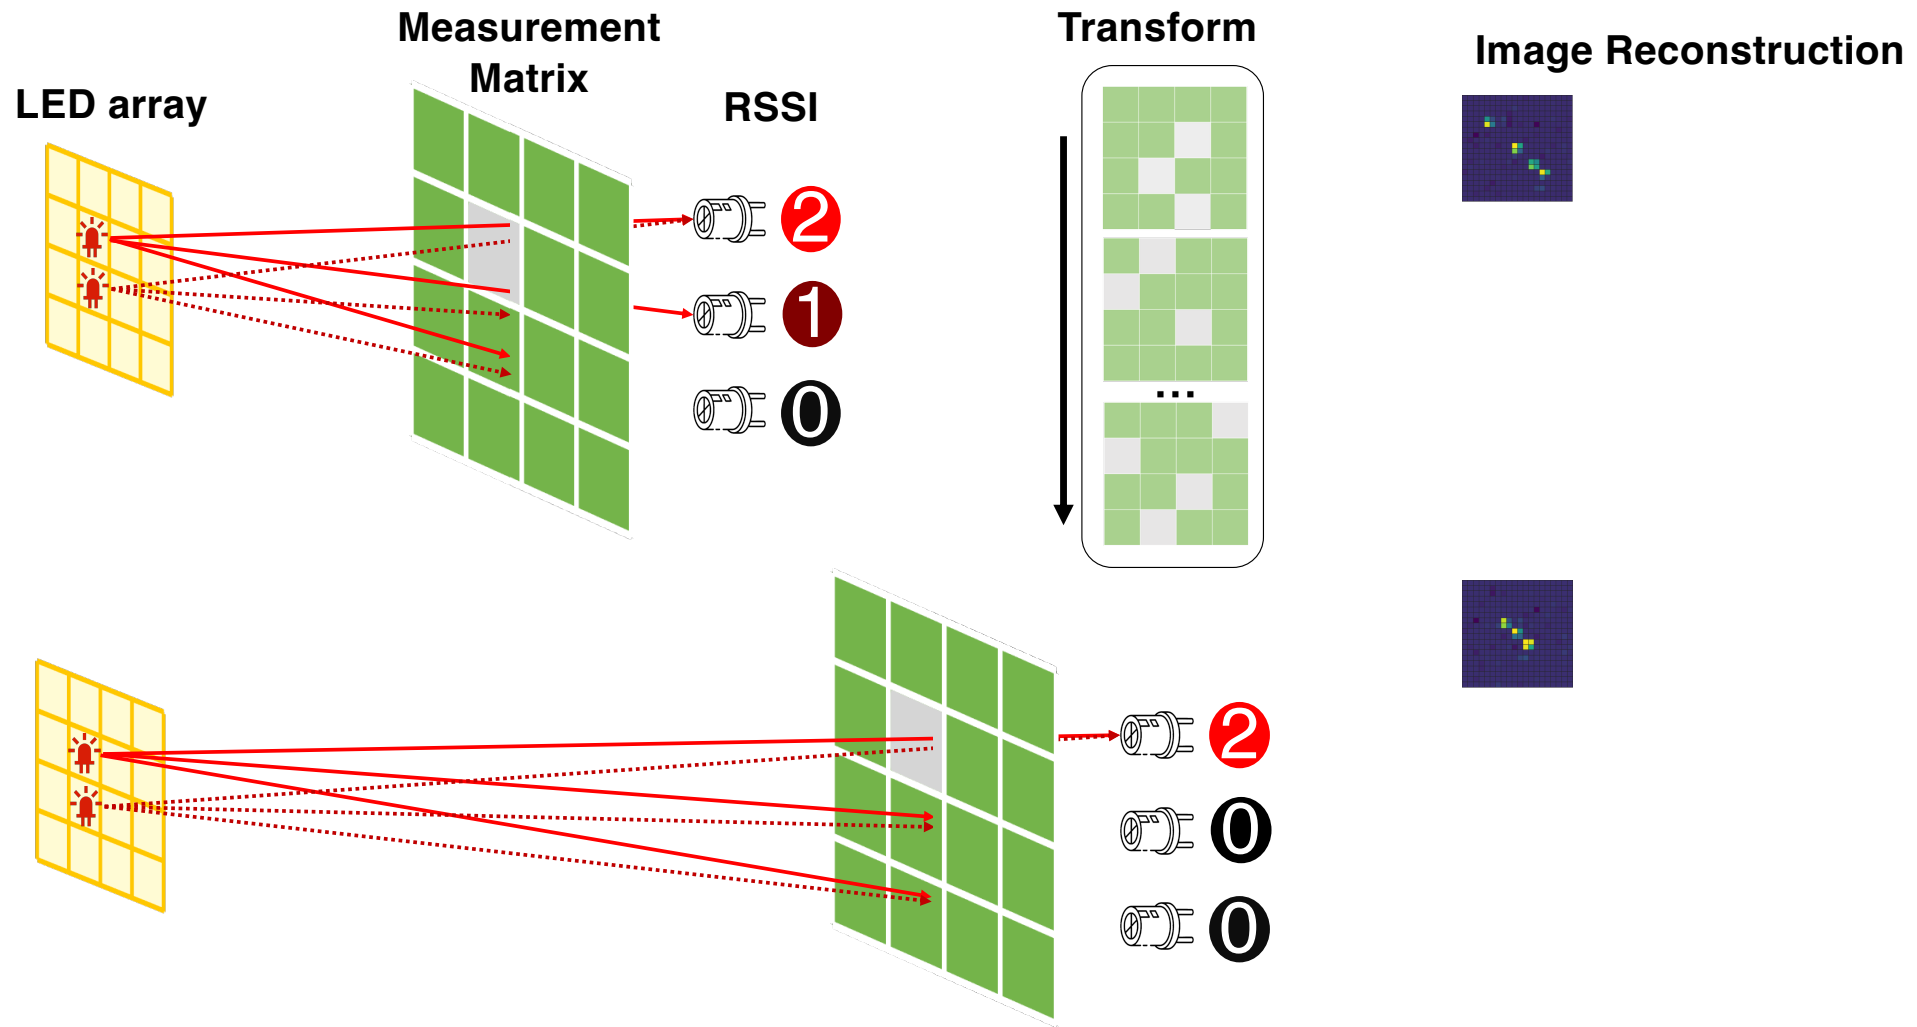 LED array
Measurement
Matrix
RSSI
Transform
Image Reconstruction
2
1
0
...
2
0
0